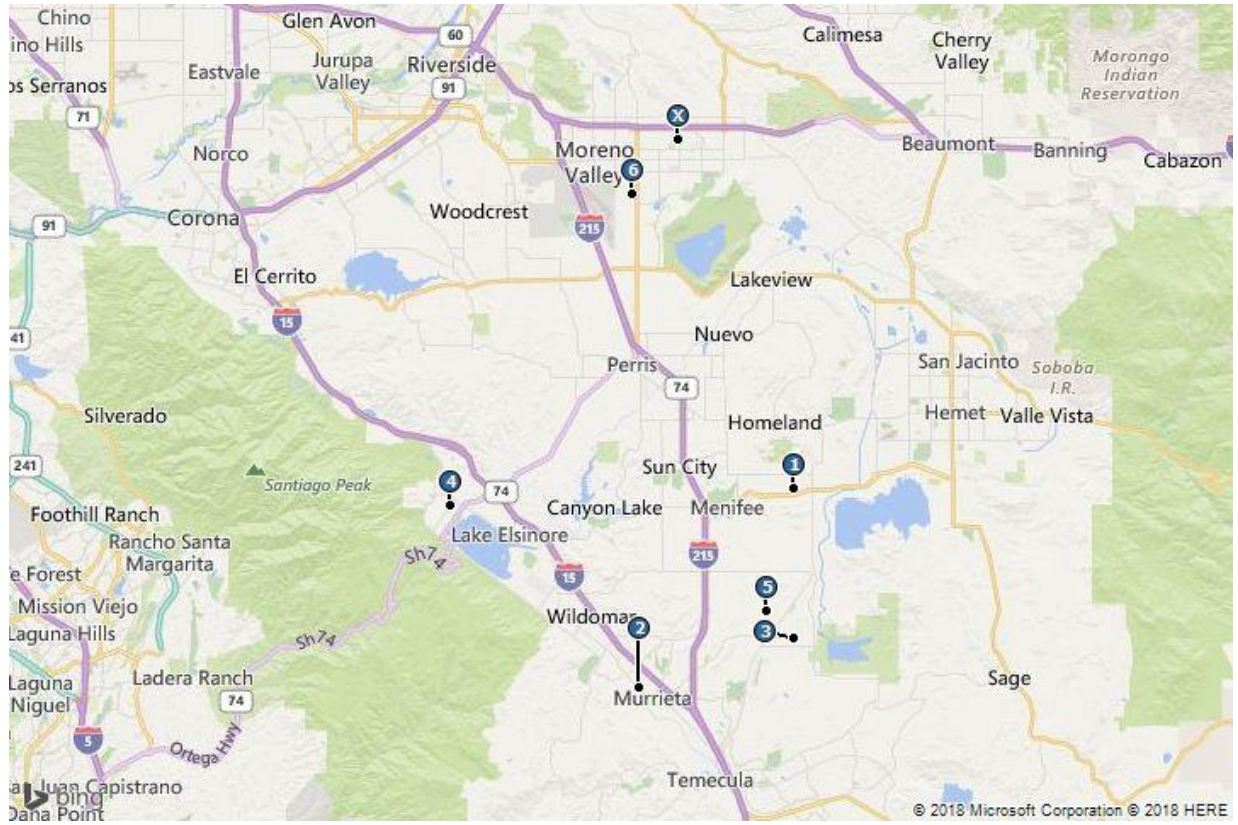 Chino
Glen Avon
60
Calimesa
Cherry
Valley
Morongo
Indian
Reservation
ino Hills
Eastvale
Jurupa
Valley
Riverside
91
os Serranos
71
X
Norco
Moreno
Valley
6
Beaumont
Banning
Cabazon
Corona
91
Woodcrest
215
El Cerrito
Lakeview
15
Nuevo
41
Perris
San Jacinto
Soboba
I.R.
74
Silverado
Homeland
Hemet
Valle Vista
241
Santiago Peak
4
74
Sun City
1
Foothill Ranch
Canyon Lake
Menifee
Rancho Santa
Margarita
Lake Elsinore
Sh74
215
e Forest
15
5
Mission Viejo
Laguna Hills
Sh74
Wildomar
2
3
Laguna
Niguel
Ladera Ranch
74
Murrieta
Sage
5
Ortega Hwy
Temecula
an Juan Capistrano
bing
Dana Point
© 2018 Microsoft Corporation © 2018 HERE